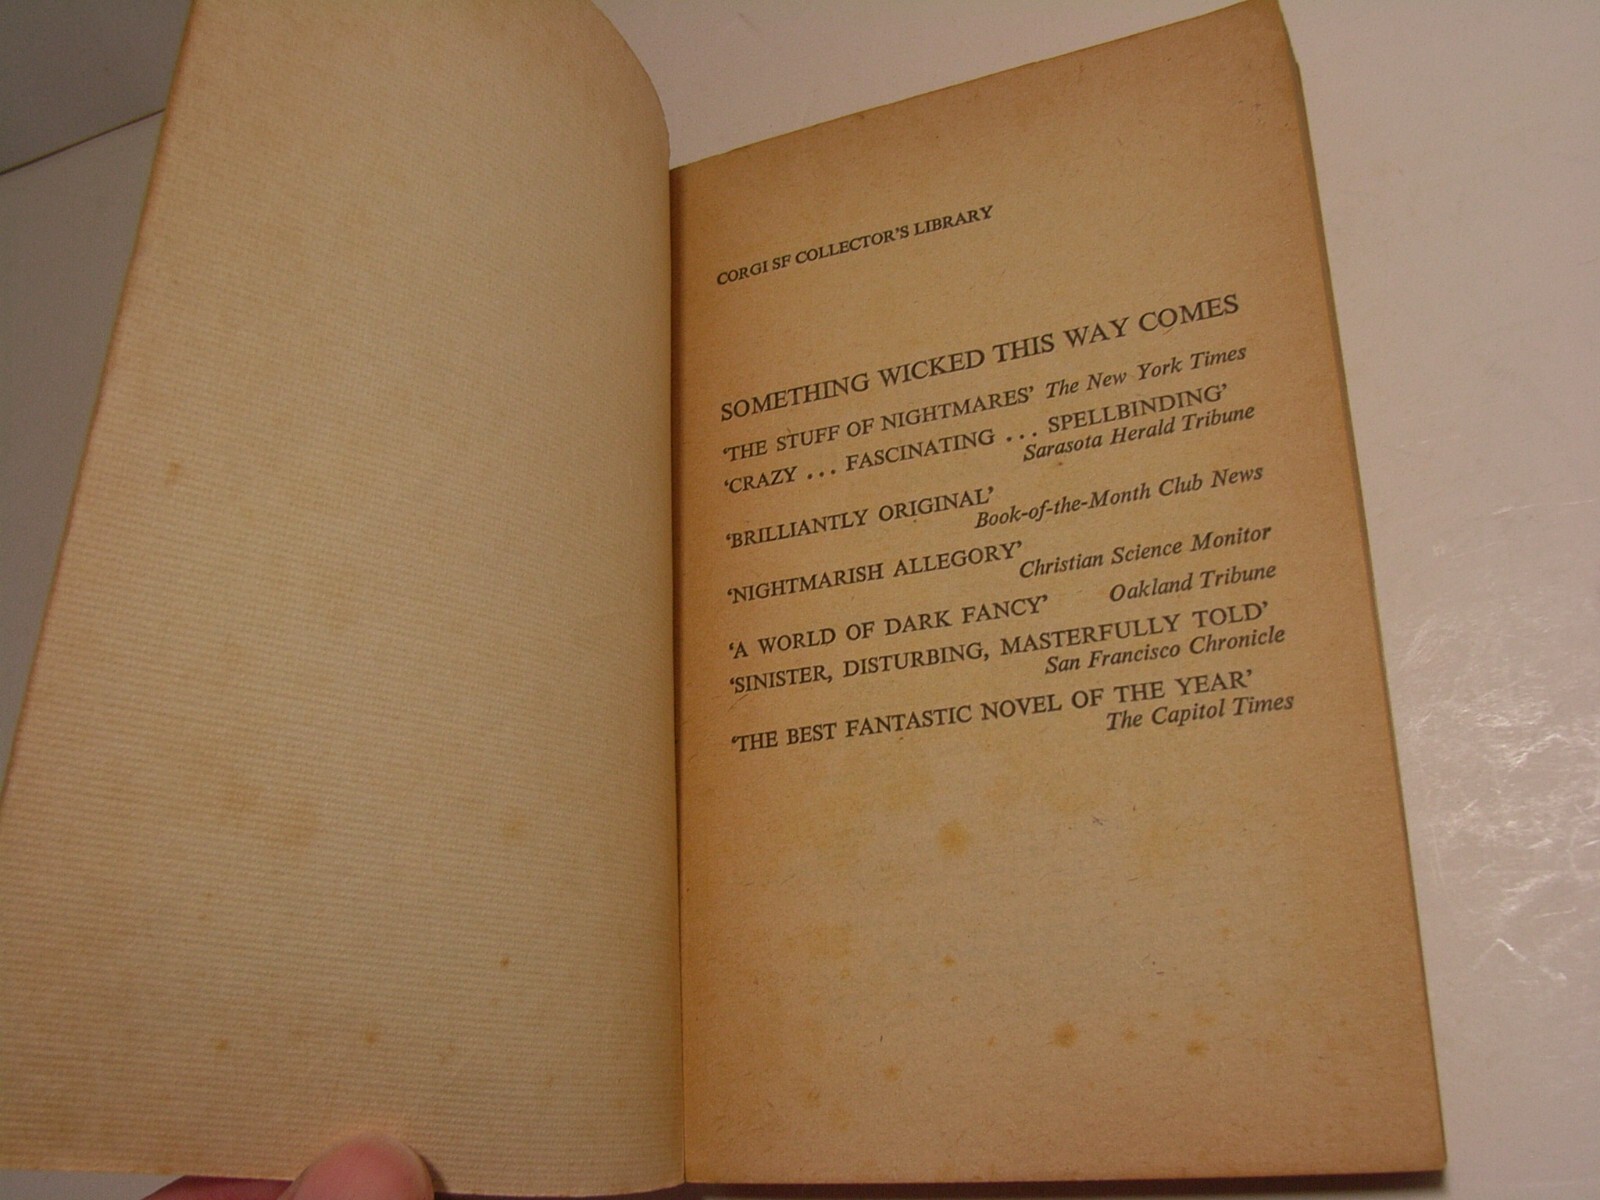 CORGI SF COLLECTOR'S LIBRARY
SOMETHING WICKED THIS WAY COMES
‘THE STUFF OF NIGHTMARES’ The New York Times
‘CRAZY ... FASCINATING ... SPELLBINDING’
Sarasota Herald Tribune
‘BRILLIANTLY ORIGINAL’
Book-of-the-Month Club News
‘NIGHTMARISH ALLEGORY’
Christian Science Monitor
‘A WORLD OF DARK FANCY’ Oakland Tribune
‘SINISTER, DISTURBING, MASTERFULLY TOLD’
San Francisco Chronicle
‘THE BEST FANTASTIC NOVEL OF THE YEAR’
The Capitol Times